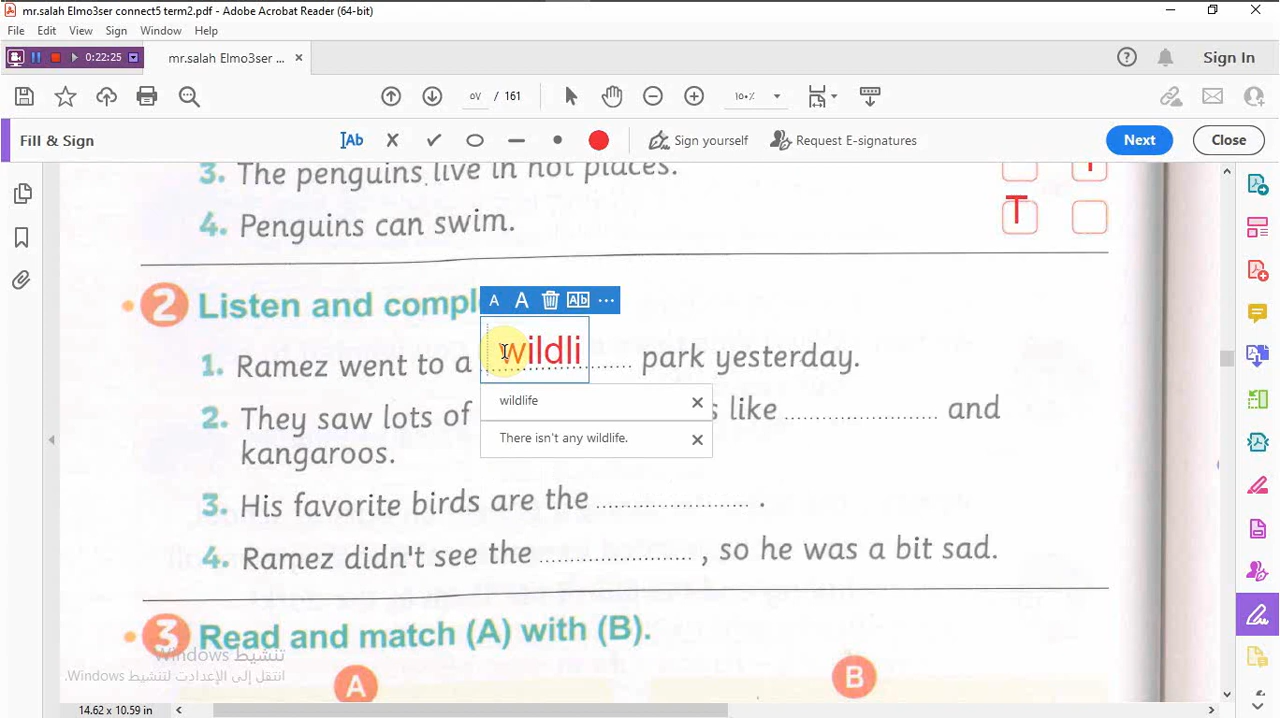 mr.salah Elmo3ser connect5 term2.pdf - Adobe Acrobat Reader (64-bit)
File Edit View Sign Window Help
0:22:25 mr.salah Elmo3ser ... × Sign In
٥٧ / 161 ١٠٠٪
Fill & Sign Ab Sign yourself Request E-signatures Next Close
3. The penguins live in hot places.
4. Penguins can swim. T
2 Listen and compl
1. Ramez went to a wildli park yesterday.
wildlife
2. They saw lots of s like .................... and
There isn't any wildlife.
kangaroos.
3. His favorite birds are the .................... .
4. Ramez didn't see the .................... , so he was a bit sad.
3 Read and match (A) with (B).
تنشيط Windows
انتقل إلى الإعدادت لتنشيط Windows.
A B
14.62 x 10.59 in